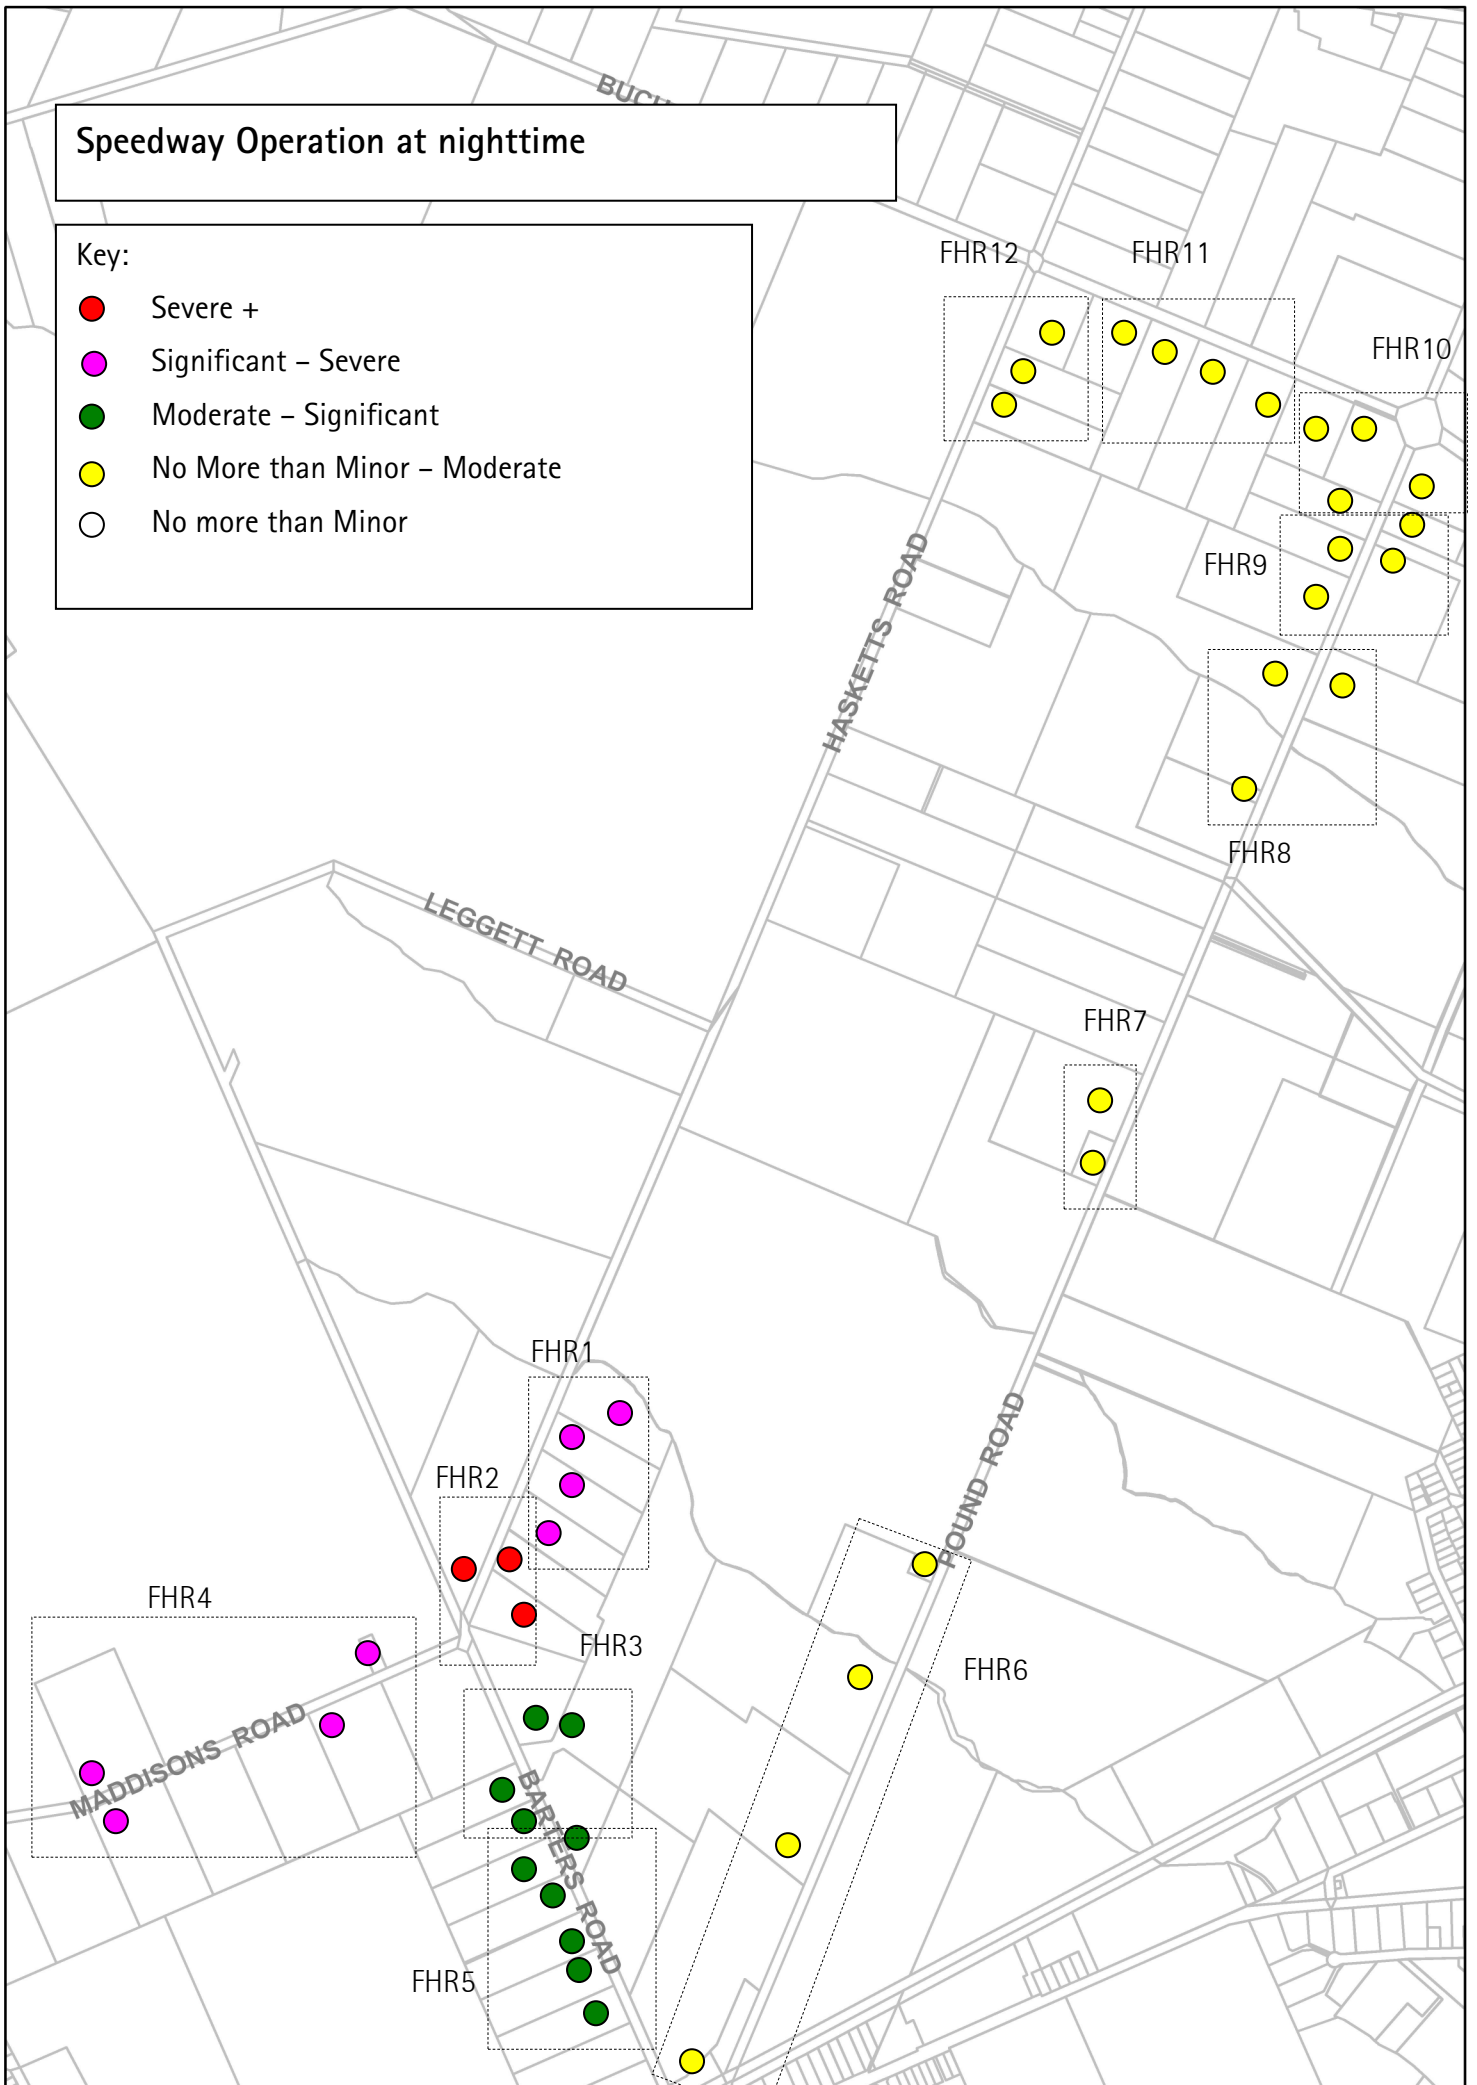 BUCH
Speedway Operation at nighttime
Key:
Severe +
Significant – Severe
Moderate – Significant
No More than Minor – Moderate
No more than Minor
FHR12
FHR11
FHR10
FHR9
HASKETTS ROAD
FHR8
LEGGETT ROAD
FHR7
FHR1
POUND ROAD
FHR2
FHR4
FHR3
FHR6
MADDISONS ROAD
BARTERS ROAD
FHR5